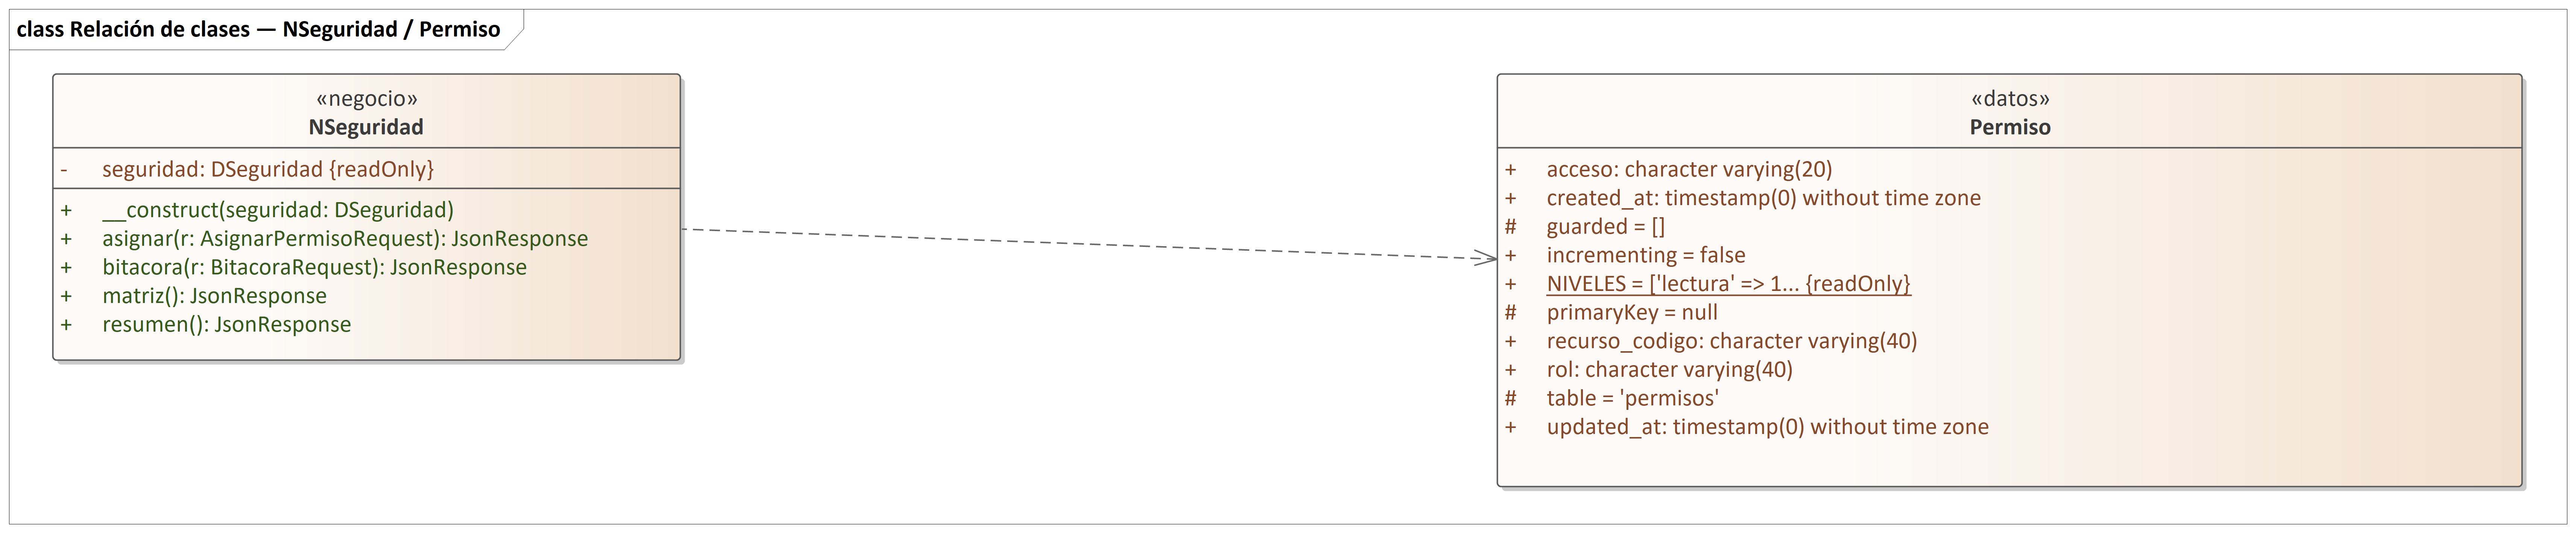 class Relación de clases — NSeguridad / Permiso
«negocio»
NSeguridad
- seguridad: DSeguridad {readOnly}
+ __construct(seguridad: DSeguridad)
+ asignar(r: AsignarPermisoRequest): JsonResponse
+ bitacora(r: BitacoraRequest): JsonResponse
+ matriz(): JsonResponse
+ resumen(): JsonResponse
«datos»
Permiso
+ acceso: character varying(20)
+ created_at: timestamp(0) without time zone
# guarded = []
+ incrementing = false
+ NIVELES = ['lectura' => 1... {readOnly}
# primaryKey = null
+ recurso_codigo: character varying(40)
+ rol: character varying(40)
# table = 'permisos'
+ updated_at: timestamp(0) without time zone